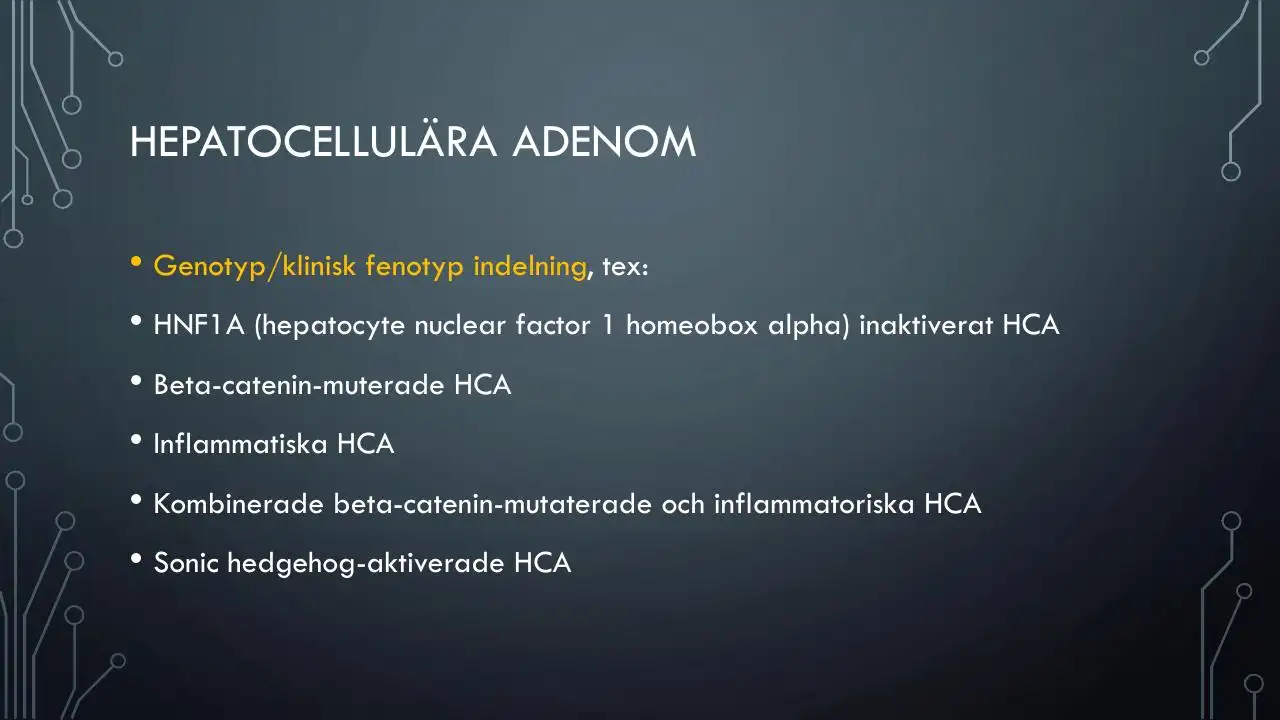 HEPATOCELLULÄRA ADENOM
• Genotyp/klinisk fenotyp indelning, tex:
• HNF1A (hepatocyte nuclear factor 1 homeobox alpha) inaktiverat HCA
• Beta-catenin-muterade HCA
• Inflammatiska HCA
• Kombinerade beta-catenin-mutaterade och inflammatoriska HCA
• Sonic hedgehog-aktiverade HCA